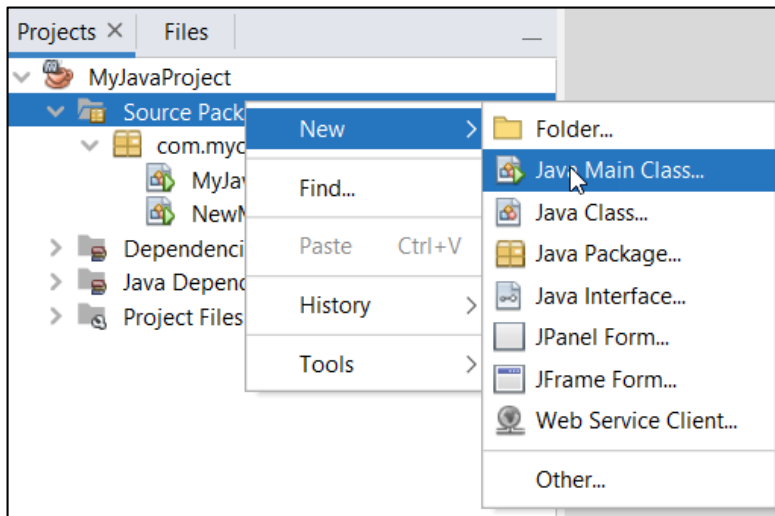 Projects Files
MyJavaProject
Source Pack
com.myc
MyJav
NewM
Dependenci
Java Depend
Project Files
New
Find...
Paste Ctrl+V
History
Tools
Folder...
Java Main Class...
Java Class...
Java Package...
Java Interface...
JPanel Form...
JFrame Form...
Web Service Client...
Other...